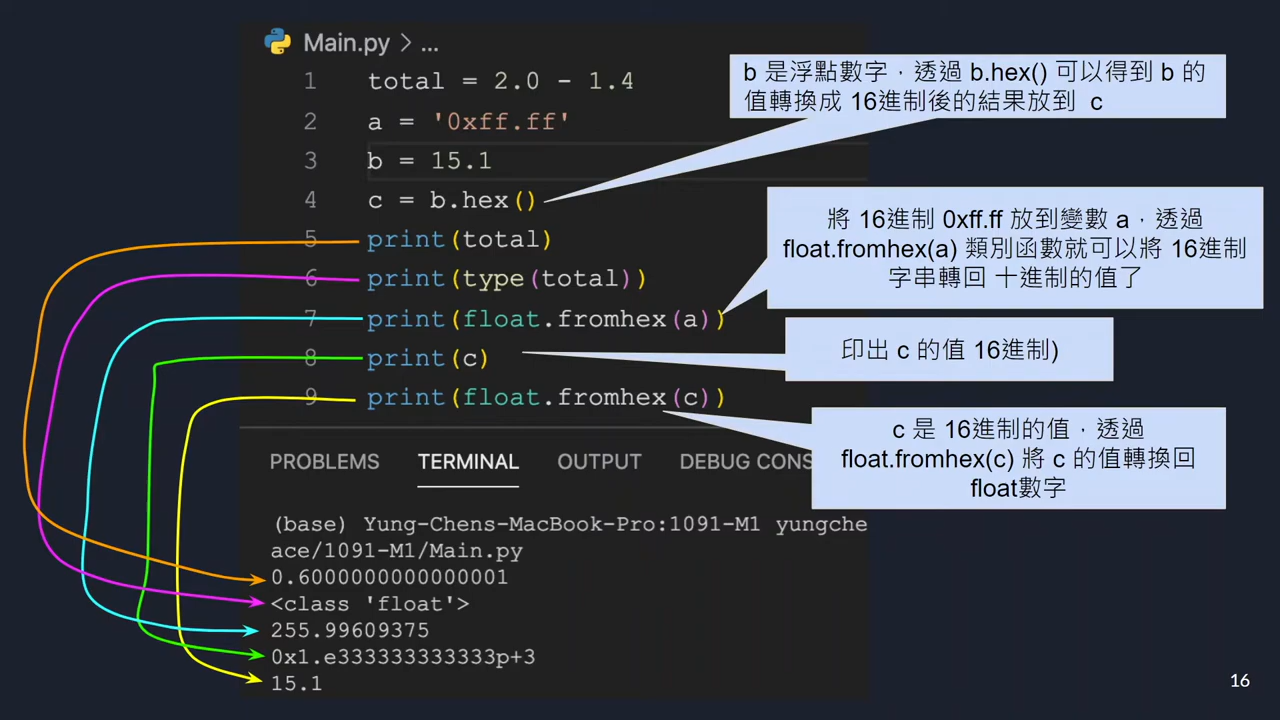 Main.py > ...
1 total = 2.0 - 1.4
2 a = '0xff.ff'
3 b = 15.1
4 c = b.hex()
5 print(total)
6 print(type(total))
7 print(float.fromhex(a))
8 print(c)
9 print(float.fromhex(c))
b 是浮點數字，透過 b.hex() 可以得到 b 的
值轉換成 16進制後的結果放到 c
將 16進制 0xff.ff 放到變數 a，透過
float.fromhex(a) 類別函數就可以將 16進制
字串轉回 十進制的值了
印出 c 的值 16進制)
c 是 16進制的值，透過
float.fromhex(c) 將 c 的值轉換回
float數字
PROBLEMS TERMINAL OUTPUT DEBUG CONS
(base) Yung-Chens-MacBook-Pro:1091-M1 yungche
ace/1091-M1/Main.py
0.6000000000000001
<class 'float'>
255.99609375
0x1.e333333333333p+3
15.1
16